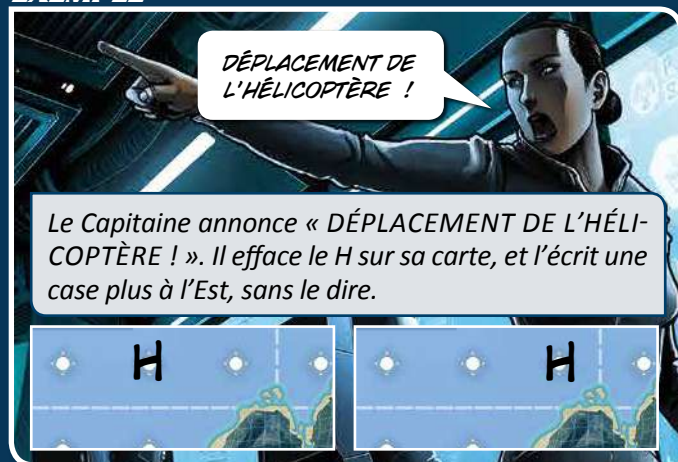 EXEMPLE
DÉPLACEMENT DE
L'HÉLICOPTÈRE !
Le Capitaine annonce « DÉPLACEMENT DE L'HÉLI-
COPTÈRE ! ». Il efface le H sur sa carte, et l'écrit une
case plus à l'Est, sans le dire.
H H